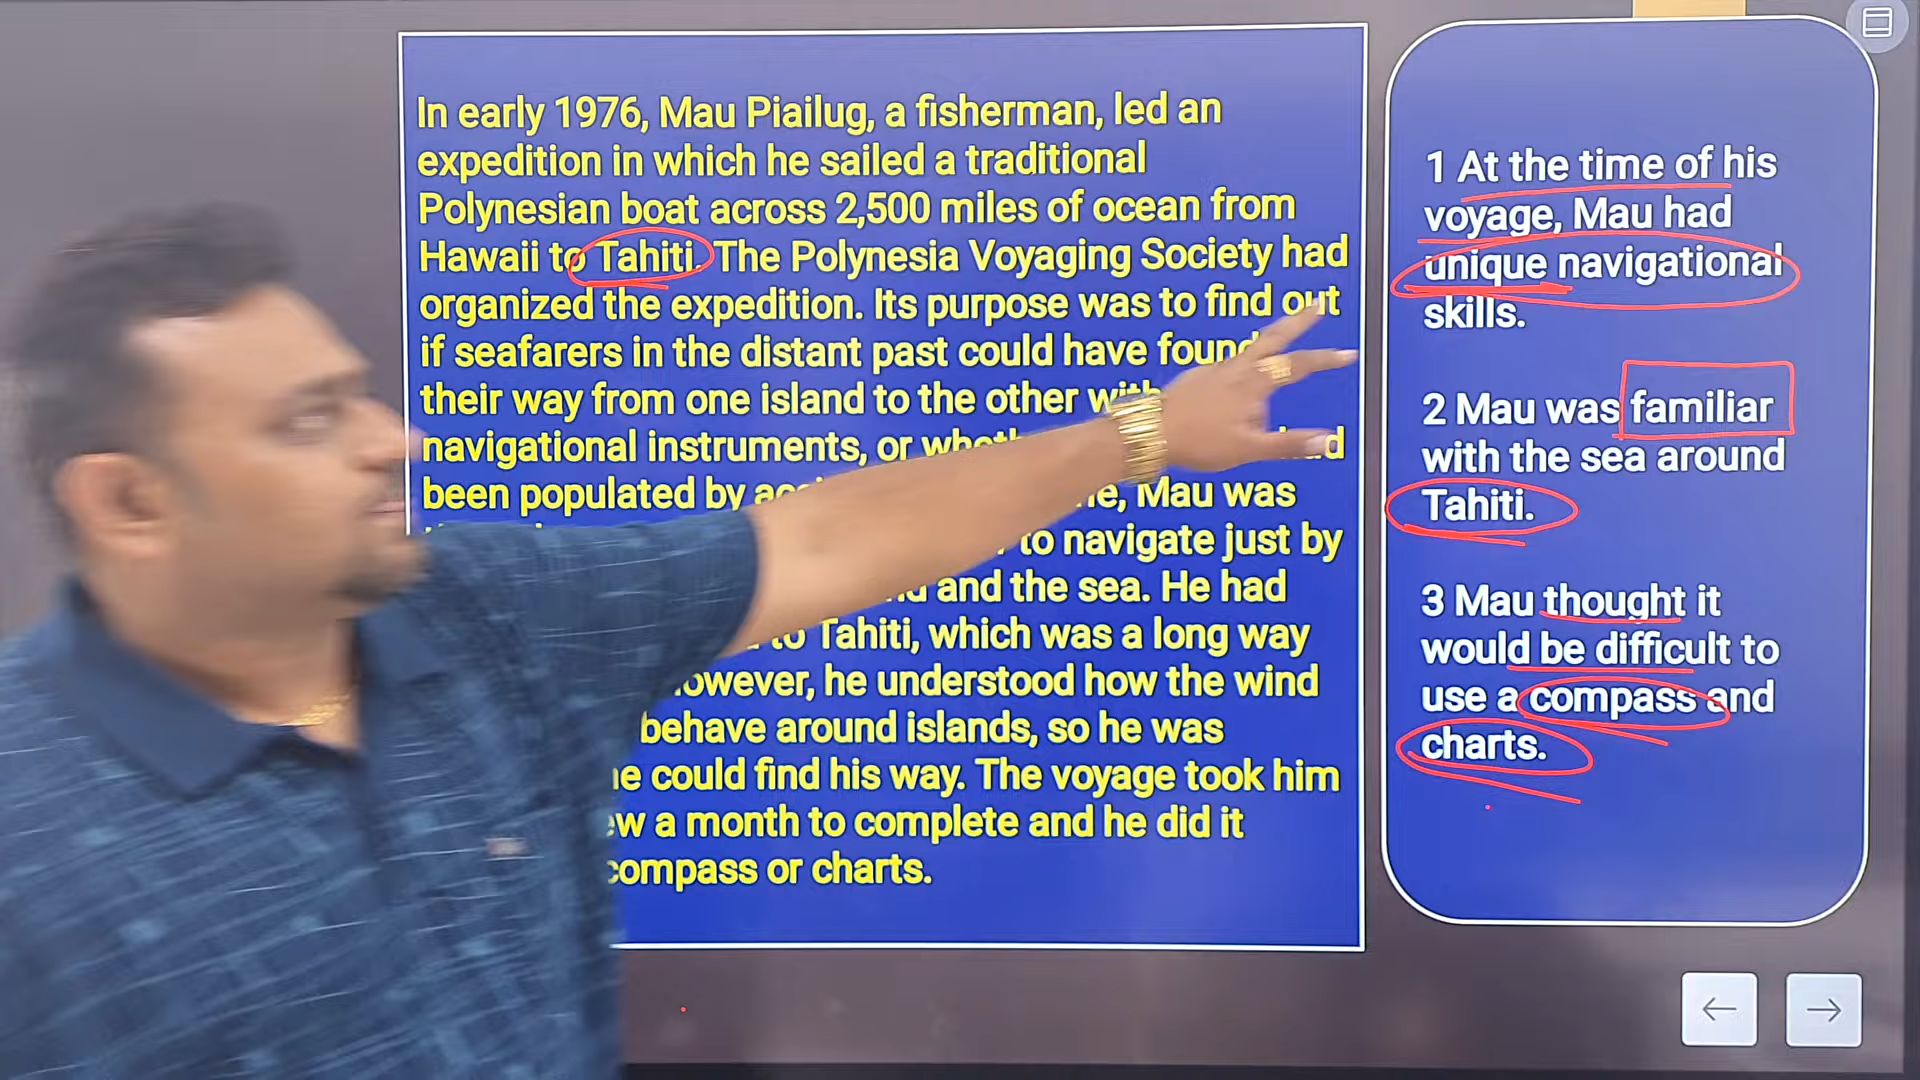 In early 1976, Mau Piailug, a fisherman, led an
expedition in which he sailed a traditional
Polynesian boat across 2,500 miles of ocean from
Hawaii to Tahiti. The Polynesia Voyaging Society had
organized the expedition. Its purpose was to find out
if seafarers in the distant past could have found
their way from one island to the other
navigational instruments, or
been populated by Mau was
to navigate just by
and the sea. He had
to Tahiti, which was a long way
he understood how the wind
behave around islands, so he was
could find his way. The voyage took him
a month to complete and he did it
compass or charts.
1 At the time of his
voyage, Mau had
unique navigational
skills.
2 Mau was familiar
with the sea around
Tahiti.
3 Mau thought it
would be difficult to
use a compass and
charts.